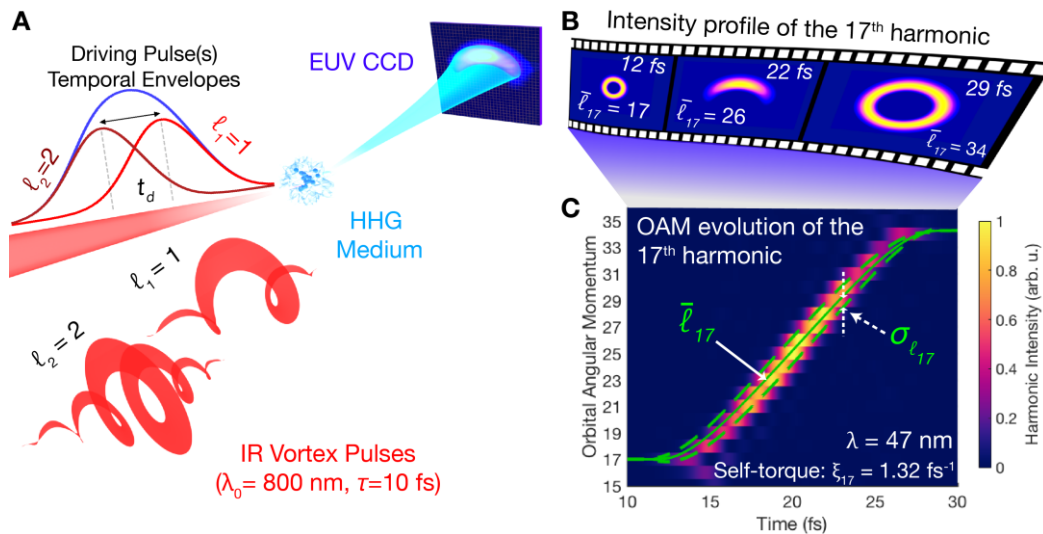 A
Driving Pulse(s)
Temporal Envelopes
ℓ₂=2
ℓ₁=1
t_d
EUV CCD
HHG
Medium
ℓ₁ = 1
ℓ₂ = 2
IR Vortex Pulses
(λ₀= 800 nm, τ=10 fs)
B
Intensity profile of the 17ᵗʰ harmonic
12 fs
ℓ̅₁₇ = 17
22 fs
ℓ̅₁₇ = 26
29 fs
ℓ̅₁₇ = 34
C
OAM evolution of the
17ᵗʰ harmonic
ℓ̅₁₇
σ_ℓ₁₇
λ = 47 nm
Self-torque: ξ₁₇ = 1.32 fs⁻¹
Orbital Angular Momentum
35
33
31
29
27
25
23
21
19
17
15
10
15
20
25
30
Time (fs)
1
0.8
0.6
0.4
0.2
0
Harmonic Intensity (arb. u.)